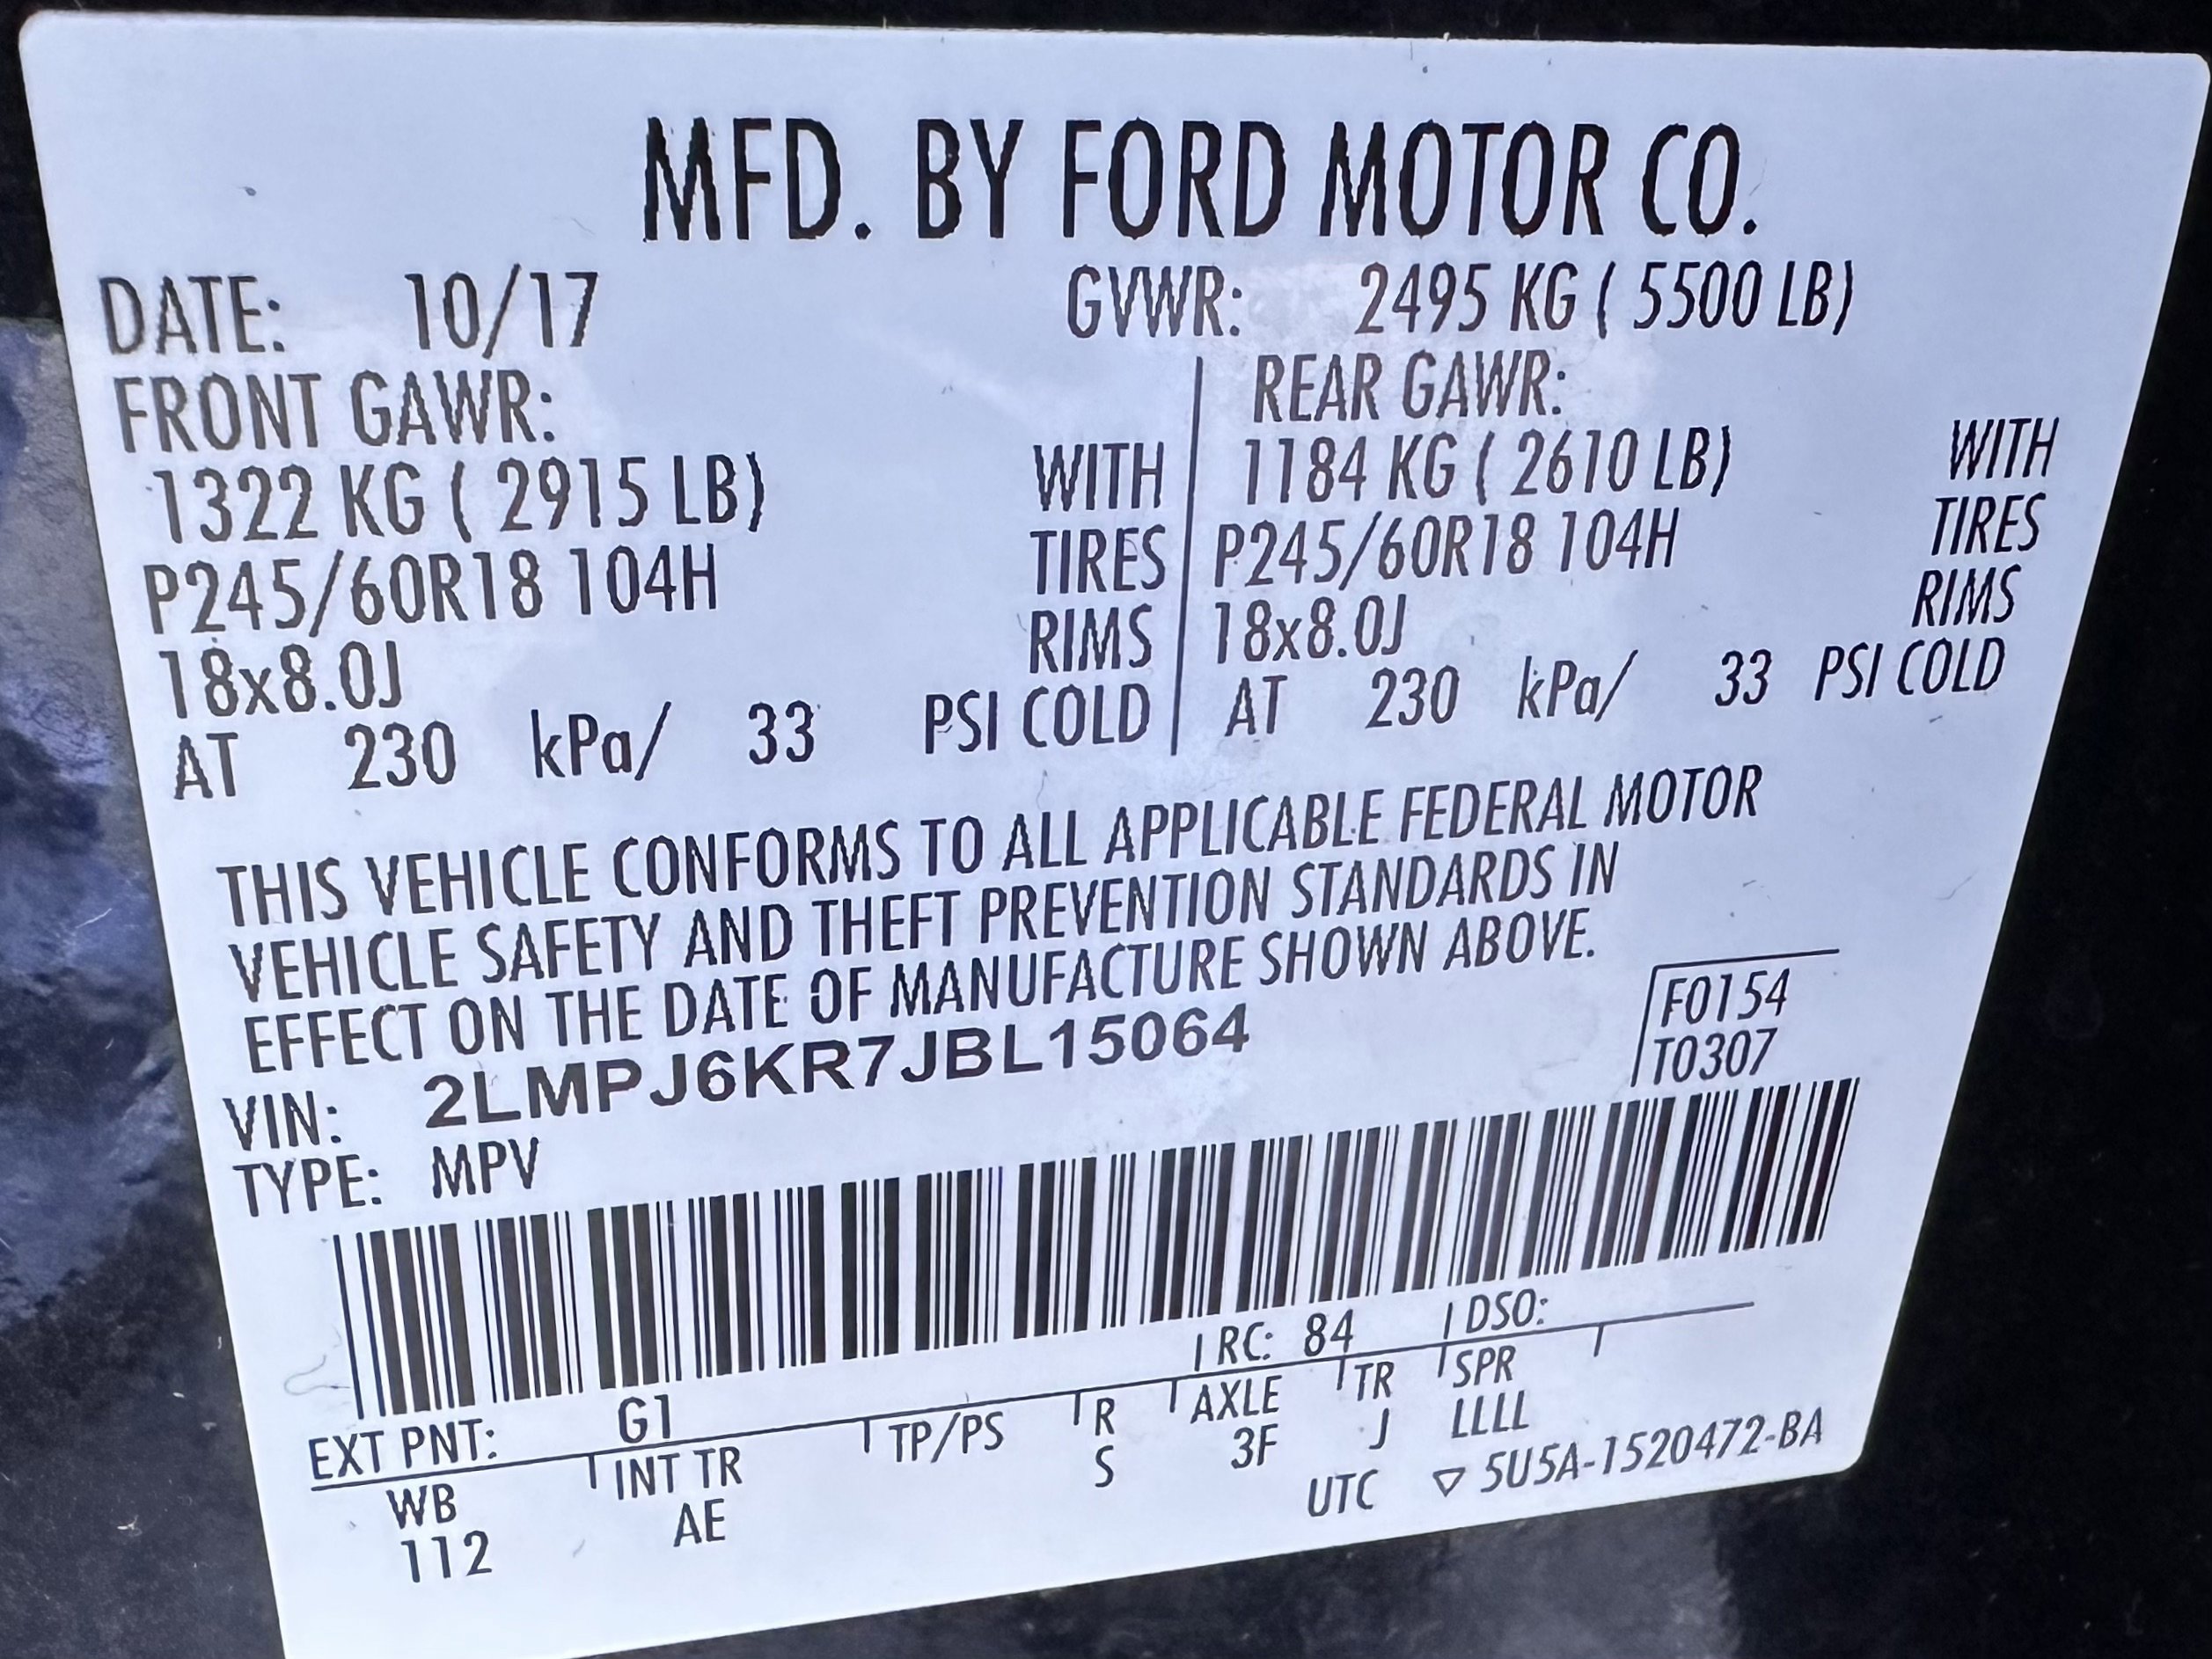 MFD. BY FORD MOTOR CO.
DATE: 10/17 GVWR: 2495 KG ( 5500 LB)
FRONT GAWR: REAR GAWR:
1322 KG ( 2915 LB) WITH 1184 KG ( 2610 LB) WITH
P245/60R18 104H TIRES P245/60R18 104H TIRES
18x8.0J RIMS 18x8.0J RIMS
AT 230 kPa/ 33 PSI COLD AT 230 kPa/ 33 PSI COLD
THIS VEHICLE CONFORMS TO ALL APPLICABLE FEDERAL MOTOR
VEHICLE SAFETY AND THEFT PREVENTION STANDARDS IN
EFFECT ON THE DATE OF MANUFACTURE SHOWN ABOVE.
F0154
VIN: 2LMPJ6KR7JBL15064 T0307
TYPE: MPV
EXT PNT: G1 RC: 84 DSO:
WB INT TR TP/PS R AXLE TR SPR
112 AE S 3F J LLLL
UTC ▽ 5U5A-1520472-BA